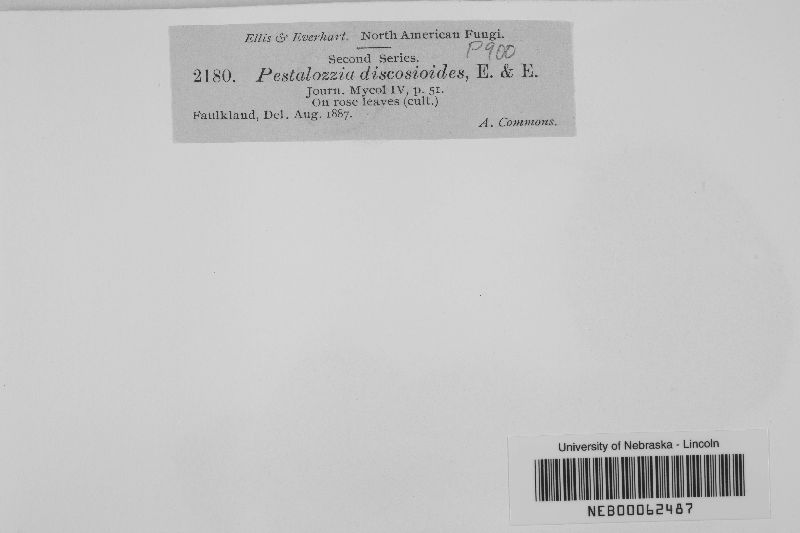 Ellis & Everhart. North American Fungi.
P900
Second Series.
2180. Pestalozzia discosioides, E. & E.
Journ. Mycol IV, p. 51.
On rose leaves (cult.)
Faulkland, Del. Aug. 1887.
A. Commons.
University of Nebraska - Lincoln
NEB00062487